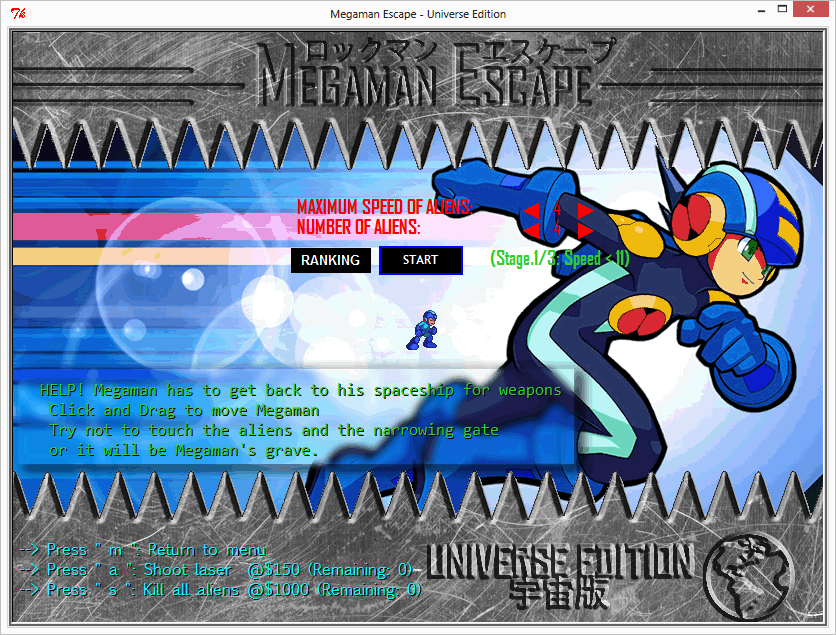 Megaman Escape - Universe Edition
ロックマン エスケープ
MEGAMAN ESCAPE
MAXIMUM SPEED OF ALIENS: 4
NUMBER OF ALIENS: 4
RANKING START (Stage.1/3: Speed < 11)
HELP! Megaman has to get back to his spaceship for weapons
Click and Drag to move Megaman
Try not to touch the aliens and the narrowing gate
or it will be Megaman's grave.
--> Press " m ": Return to menu
--> Press " a ": Shoot laser @$150 (Remaining: 0)
--> Press " s ": Kill all aliens @$1000 (Remaining: 0)
UNIVERSE EDITION
宇宙版